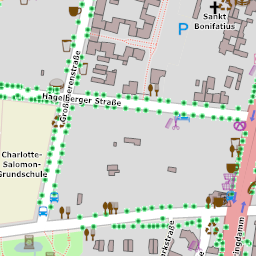 Sankt
Bonifatius
P
Großbeerenstraße
Hagelberger Straße
Charlotte-
Salomon-
Grundschule